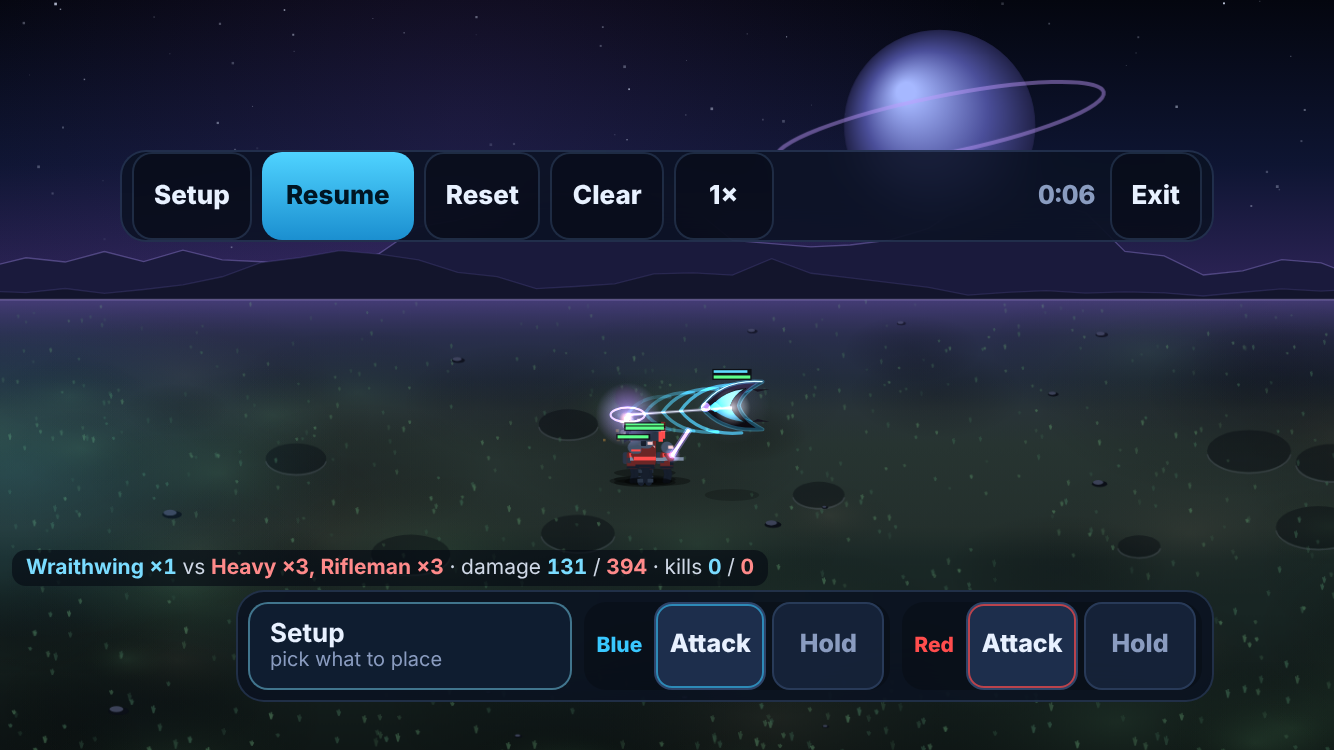 Setup Resume Reset Clear 1× 0:06 Exit
Wraithwing ×1 vs Heavy ×3, Rifleman ×3 · damage 131 / 394 · kills 0 / 0
Setup
pick what to place
Blue Attack Hold Red Attack Hold